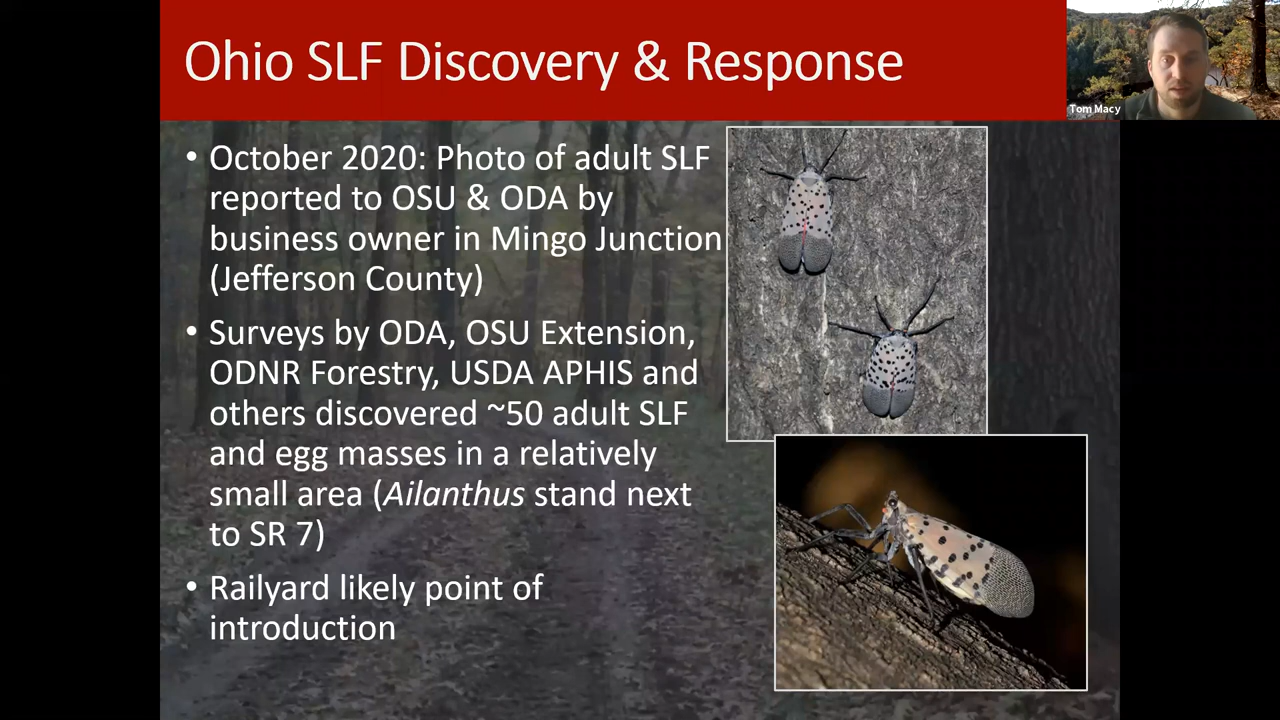 Ohio SLF Discovery & Response
Tom Macy
• October 2020: Photo of adult SLF
reported to OSU & ODA by
business owner in Mingo Junction
(Jefferson County)
• Surveys by ODA, OSU Extension,
ODNR Forestry, USDA APHIS and
others discovered ~50 adult SLF
and egg masses in a relatively
small area (Ailanthus stand next
to SR 7)
• Railyard likely point of
introduction